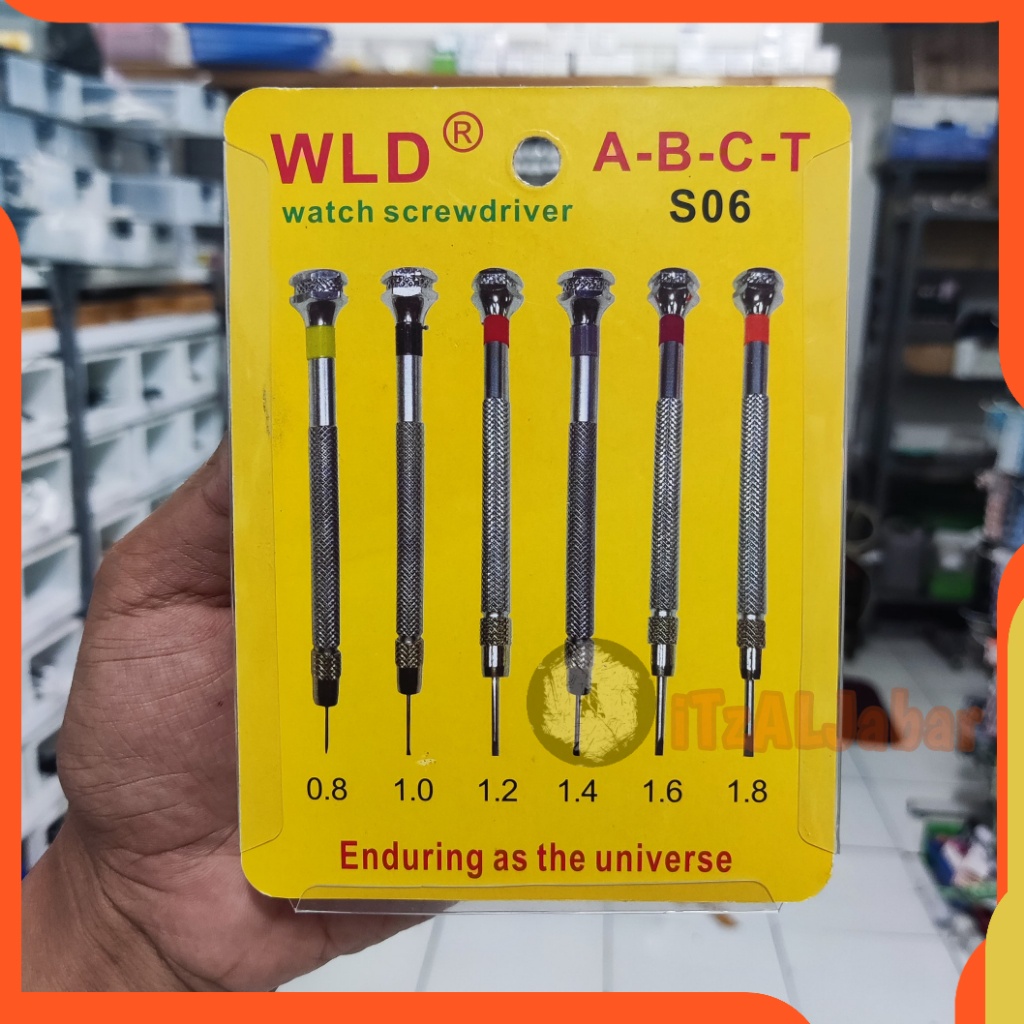 WLD®
A-B-C-T
watch screwdriver
S06
iTzALJabar
0.8 1.0 1.2 1.4 1.6 1.8
Enduring as the universe